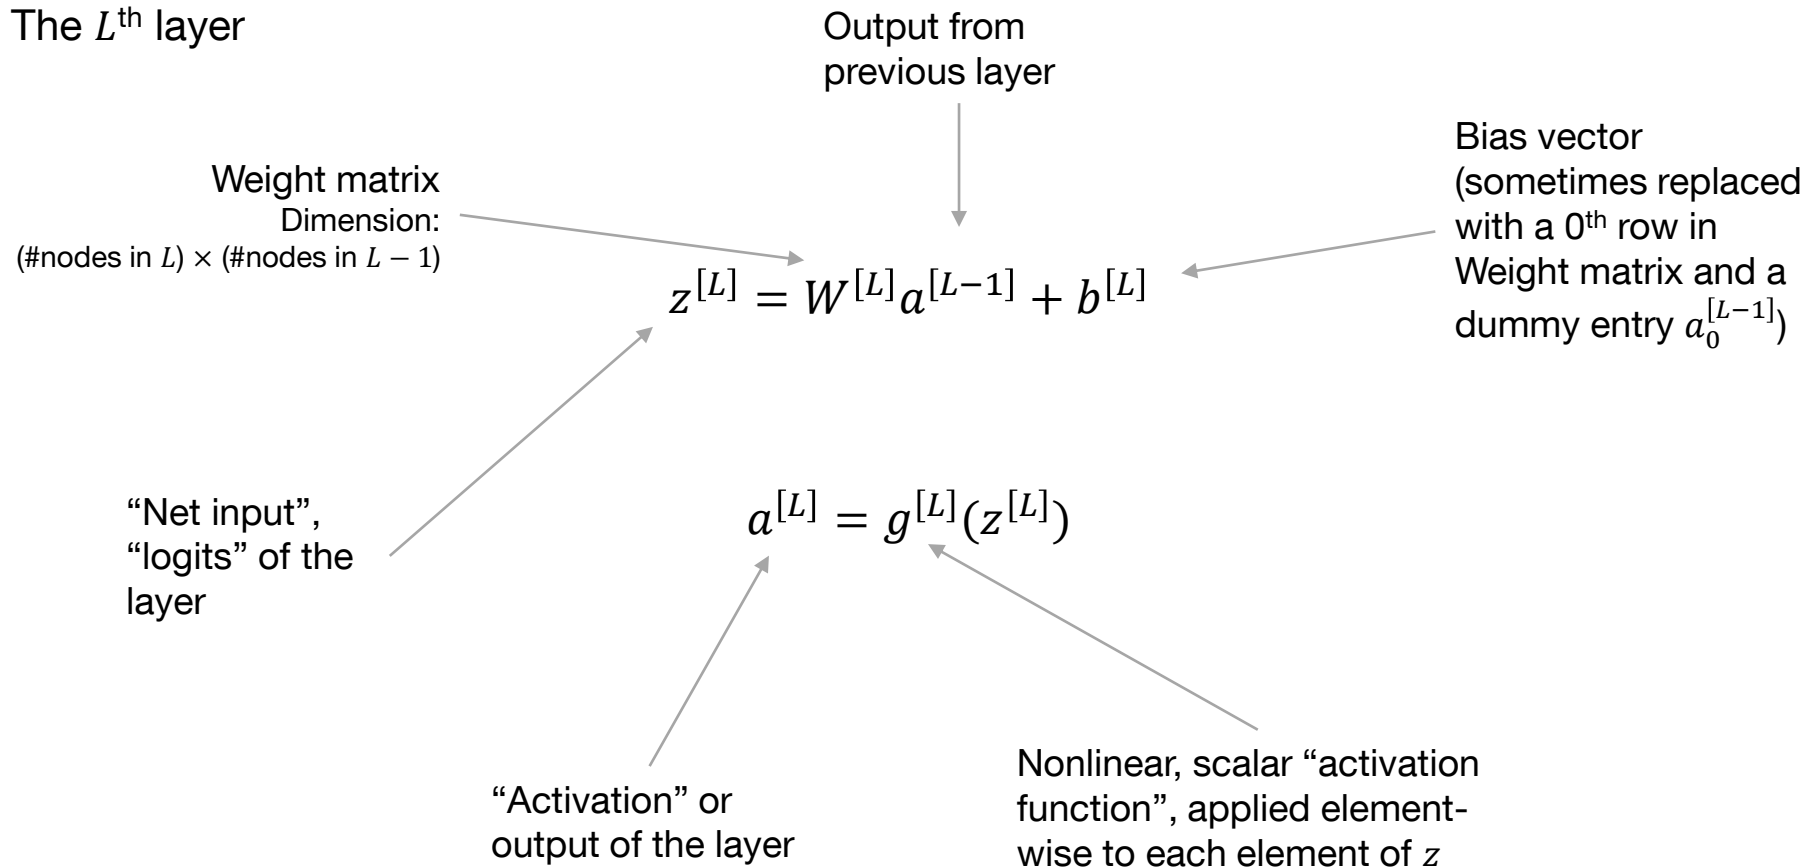 The 𝐿th layer
Output from
previous layer
Weight matrix
Dimension:
(#nodes in 𝐿) × (#nodes in 𝐿 − 1)
Bias vector
(sometimes replaced
with a 0th row in
Weight matrix and a
dummy entry a₀^[L−1])
z^[L] = W^[L]a^[L−1] + b^[L]
“Net input”,
“logits” of the
layer
a^[L] = g^[L](z^[L])
“Activation” or
output of the layer
Nonlinear, scalar “activation
function”, applied element-
wise to each element of z